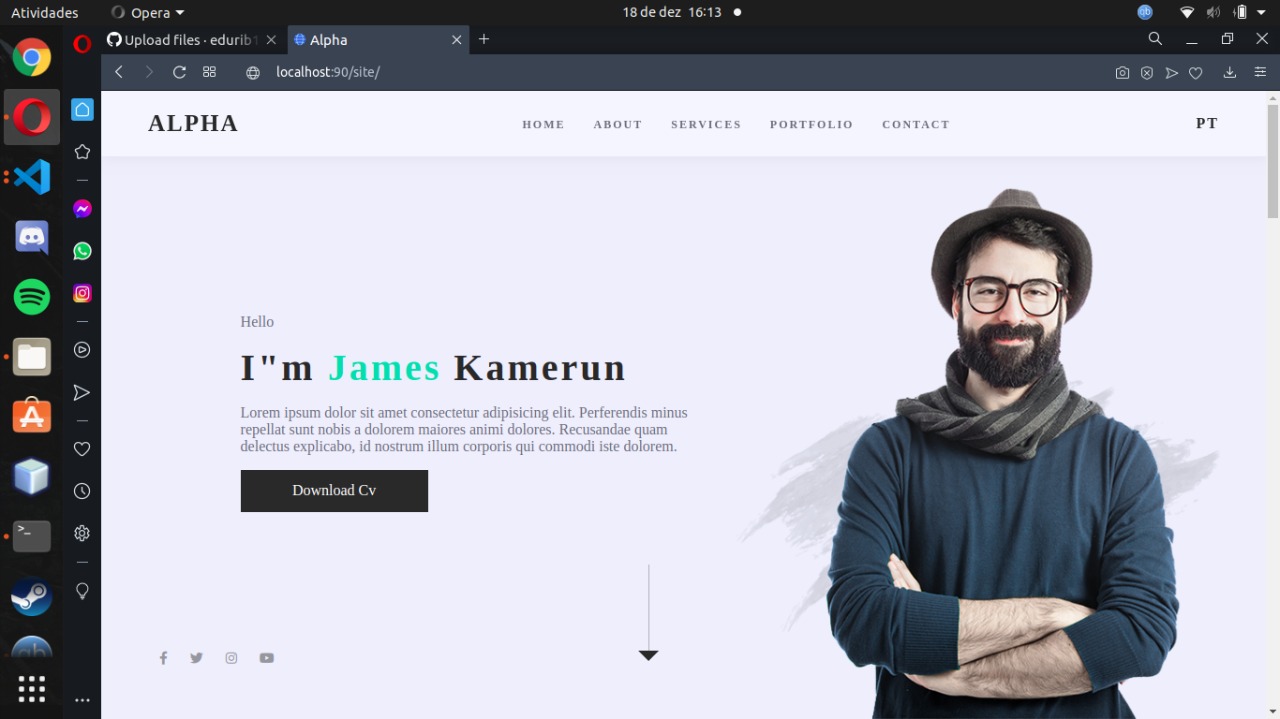 Atividades
Opera
18 de dez 16:13
Upload files · edurib1
Alpha
localhost:90/site/
ALPHA
HOME
ABOUT
SERVICES
PORTFOLIO
CONTACT
PT
Hello
I"m James Kamerun
Lorem ipsum dolor sit amet consectetur adipisicing elit. Perferendis minus
repellat sunt nobis a dolorem maiores animi dolores. Recusandae quam
delectus explicabo, id nostrum illum corporis qui commodi iste dolorem.
Download Cv